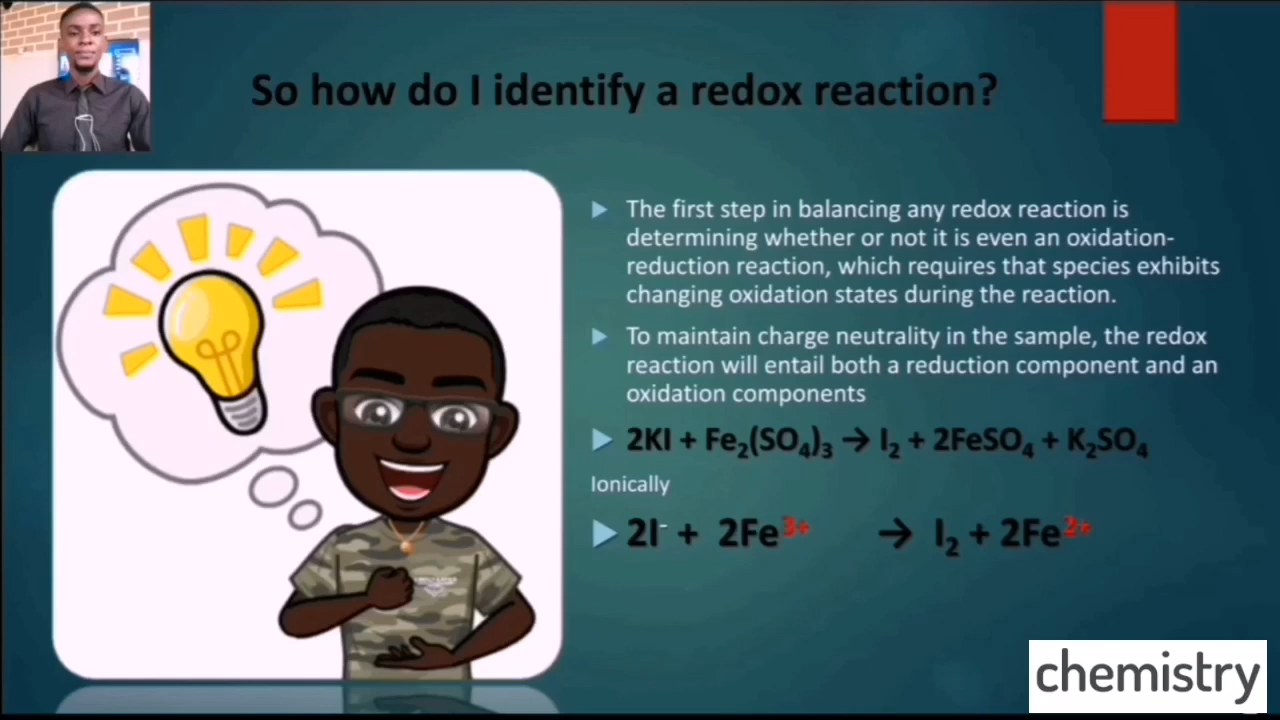 So how do I identify a redox reaction?
The first step in balancing any redox reaction is
determining whether or not it is even an oxidation-
reduction reaction, which requires that species exhibits
changing oxidation states during the reaction.
To maintain charge neutrality in the sample, the redox
reaction will entail both a reduction component and an
oxidation components
2KI + Fe₂(SO₄)₃ → I₂ + 2FeSO₄ + K₂SO₄
Ionically
2I⁻ + 2Fe³⁺ → I₂ + 2Fe²⁺
chemistry